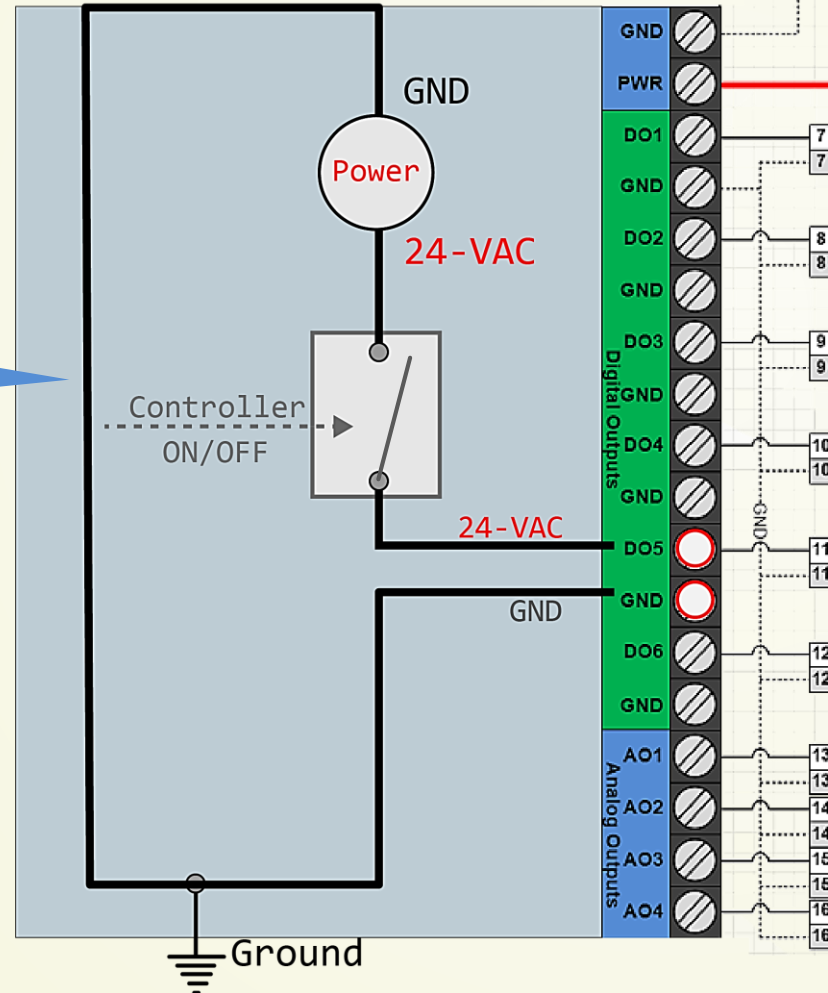 GND
Power
24-VAC
Controller
ON/OFF
24-VAC
GND
Ground
GND
PWR
DO1
GND
DO2
GND
DO3
GND
DO4
GND
DO5
GND
DO6
GND
Digital Outputs
AO1
AO2
AO3
AO4
Analog Outputs
GND
7
7
8
8
9
9
10
10
11
11
12
12
13
13
14
14
15
15
16
16